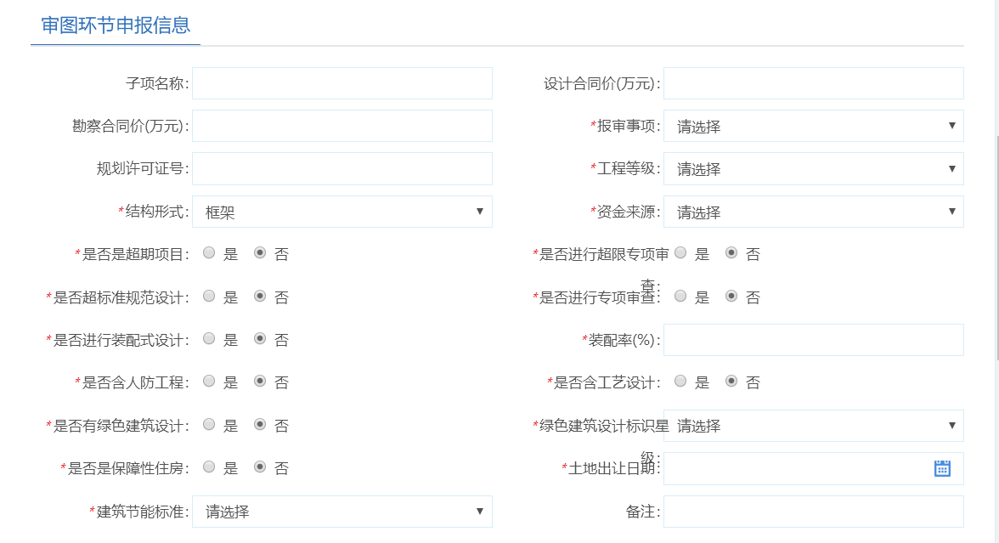 审图环节申报信息
子项名称: 设计合同价(万元):
勘察合同价(万元): *报审事项: 请选择
规划许可证号: *工程等级: 请选择
*结构形式: 框架 *资金来源: 请选择
*是否是超期项目: 是 否 *是否进行超限专项审 是 否
查:
*是否超标准规范设计: 是 否 *是否进行专项审查: 是 否
*是否进行装配式设计: 是 否 *装配率(%):
*是否含人防工程: 是 否 *是否含工艺设计: 是 否
*是否有绿色建筑设计: 是 否 *绿色建筑设计标识星 请选择
级:
*是否是保障性住房: 是 否 *土地出让日期:
*建筑节能标准: 请选择 备注: